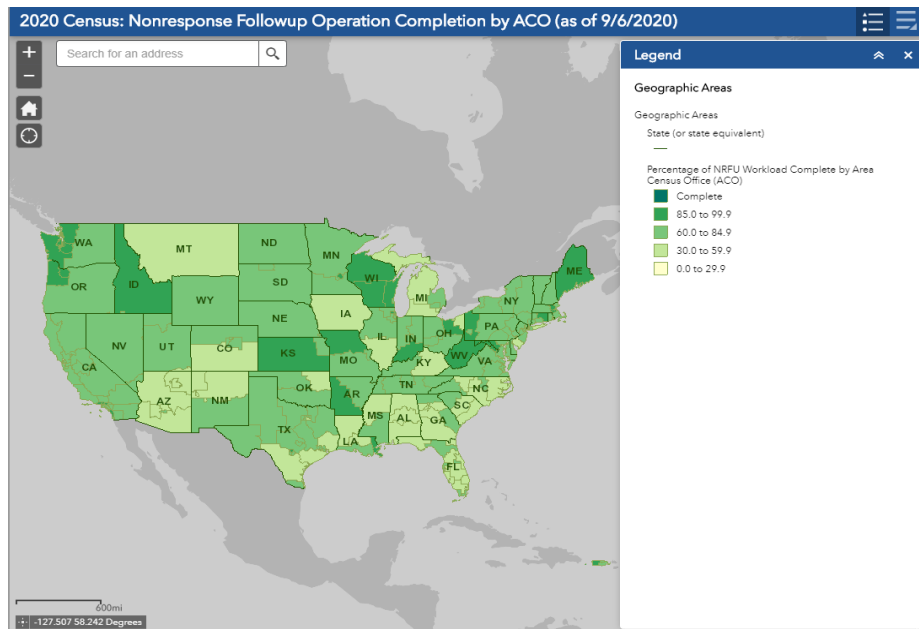 2020 Census: Nonresponse Followup Operation Completion by ACO (as of 9/6/2020)
+
−
Search for an address
Legend
Geographic Areas
Geographic Areas
State (or state equivalent)
Percentage of NRFU Workload Complete by Area
Census Office (ACO)
Complete
85.0 to 99.9
60.0 to 84.9
30.0 to 59.9
0.0 to 29.9
WA
MT
ND
MN
ME
OR
ID
WY
SD
WI
MI
NY
NE
IA
IL
IN
OH
PA
NV
UT
CO
KS
MO
KY
WV
VA
CA
AZ
NM
OK
AR
TN
NC
SC
TX
LA
MS
AL
GA
FL
600mi
-127.507 58.242 Degrees